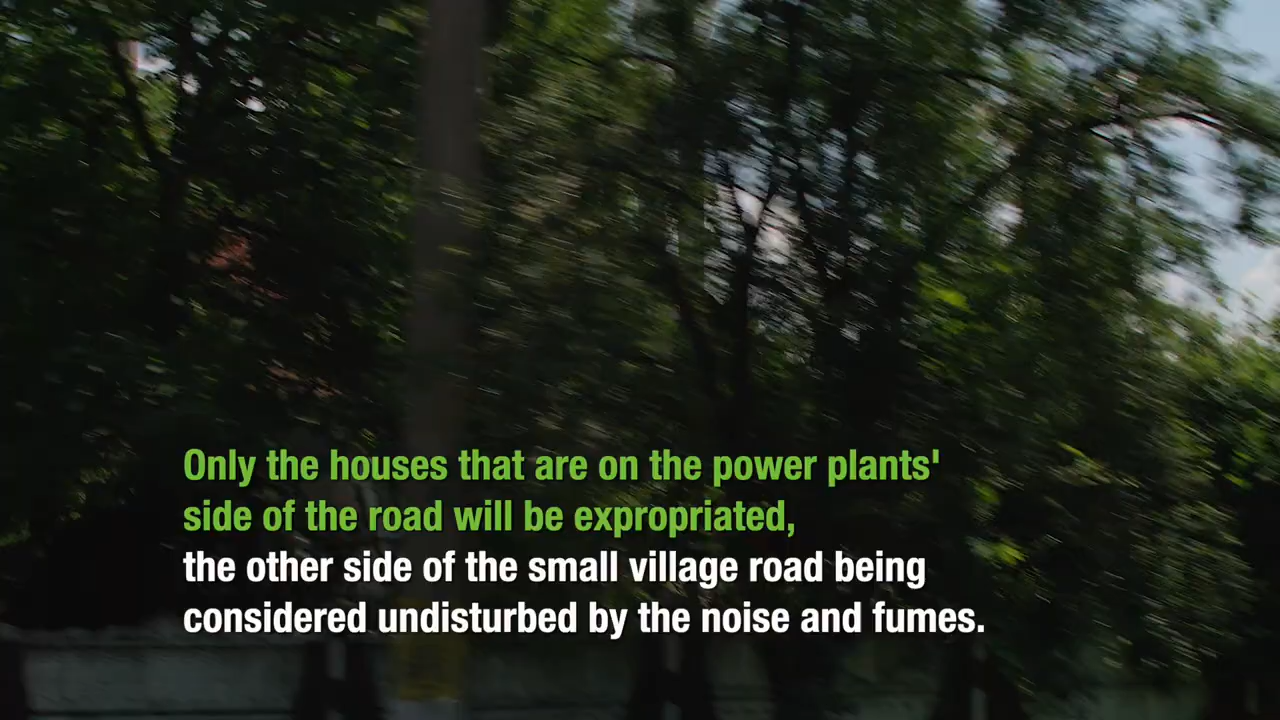 Only the houses that are on the power plants'
side of the road will be expropriated,
the other side of the small village road being
considered undisturbed by the noise and fumes.